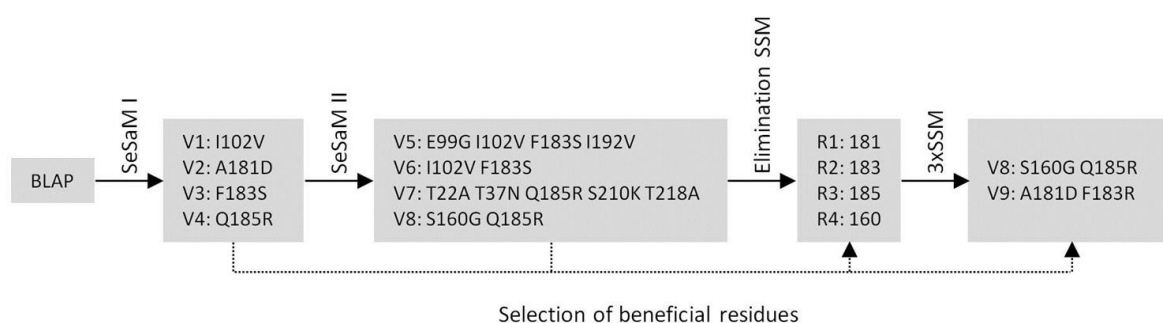 BLAP
SeSaM I
V1: I102V
V2: A181D
V3: F183S
V4: Q185R
SeSaM II
V5: E99G I102V F183S I192V
V6: I102V F183S
V7: T22A T37N Q185R S210K T218A
V8: S160G Q185R
Elimination SSM
R1: 181
R2: 183
R3: 185
R4: 160
3xSSM
V8: S160G Q185R
V9: A181D F183R
Selection of beneficial residues